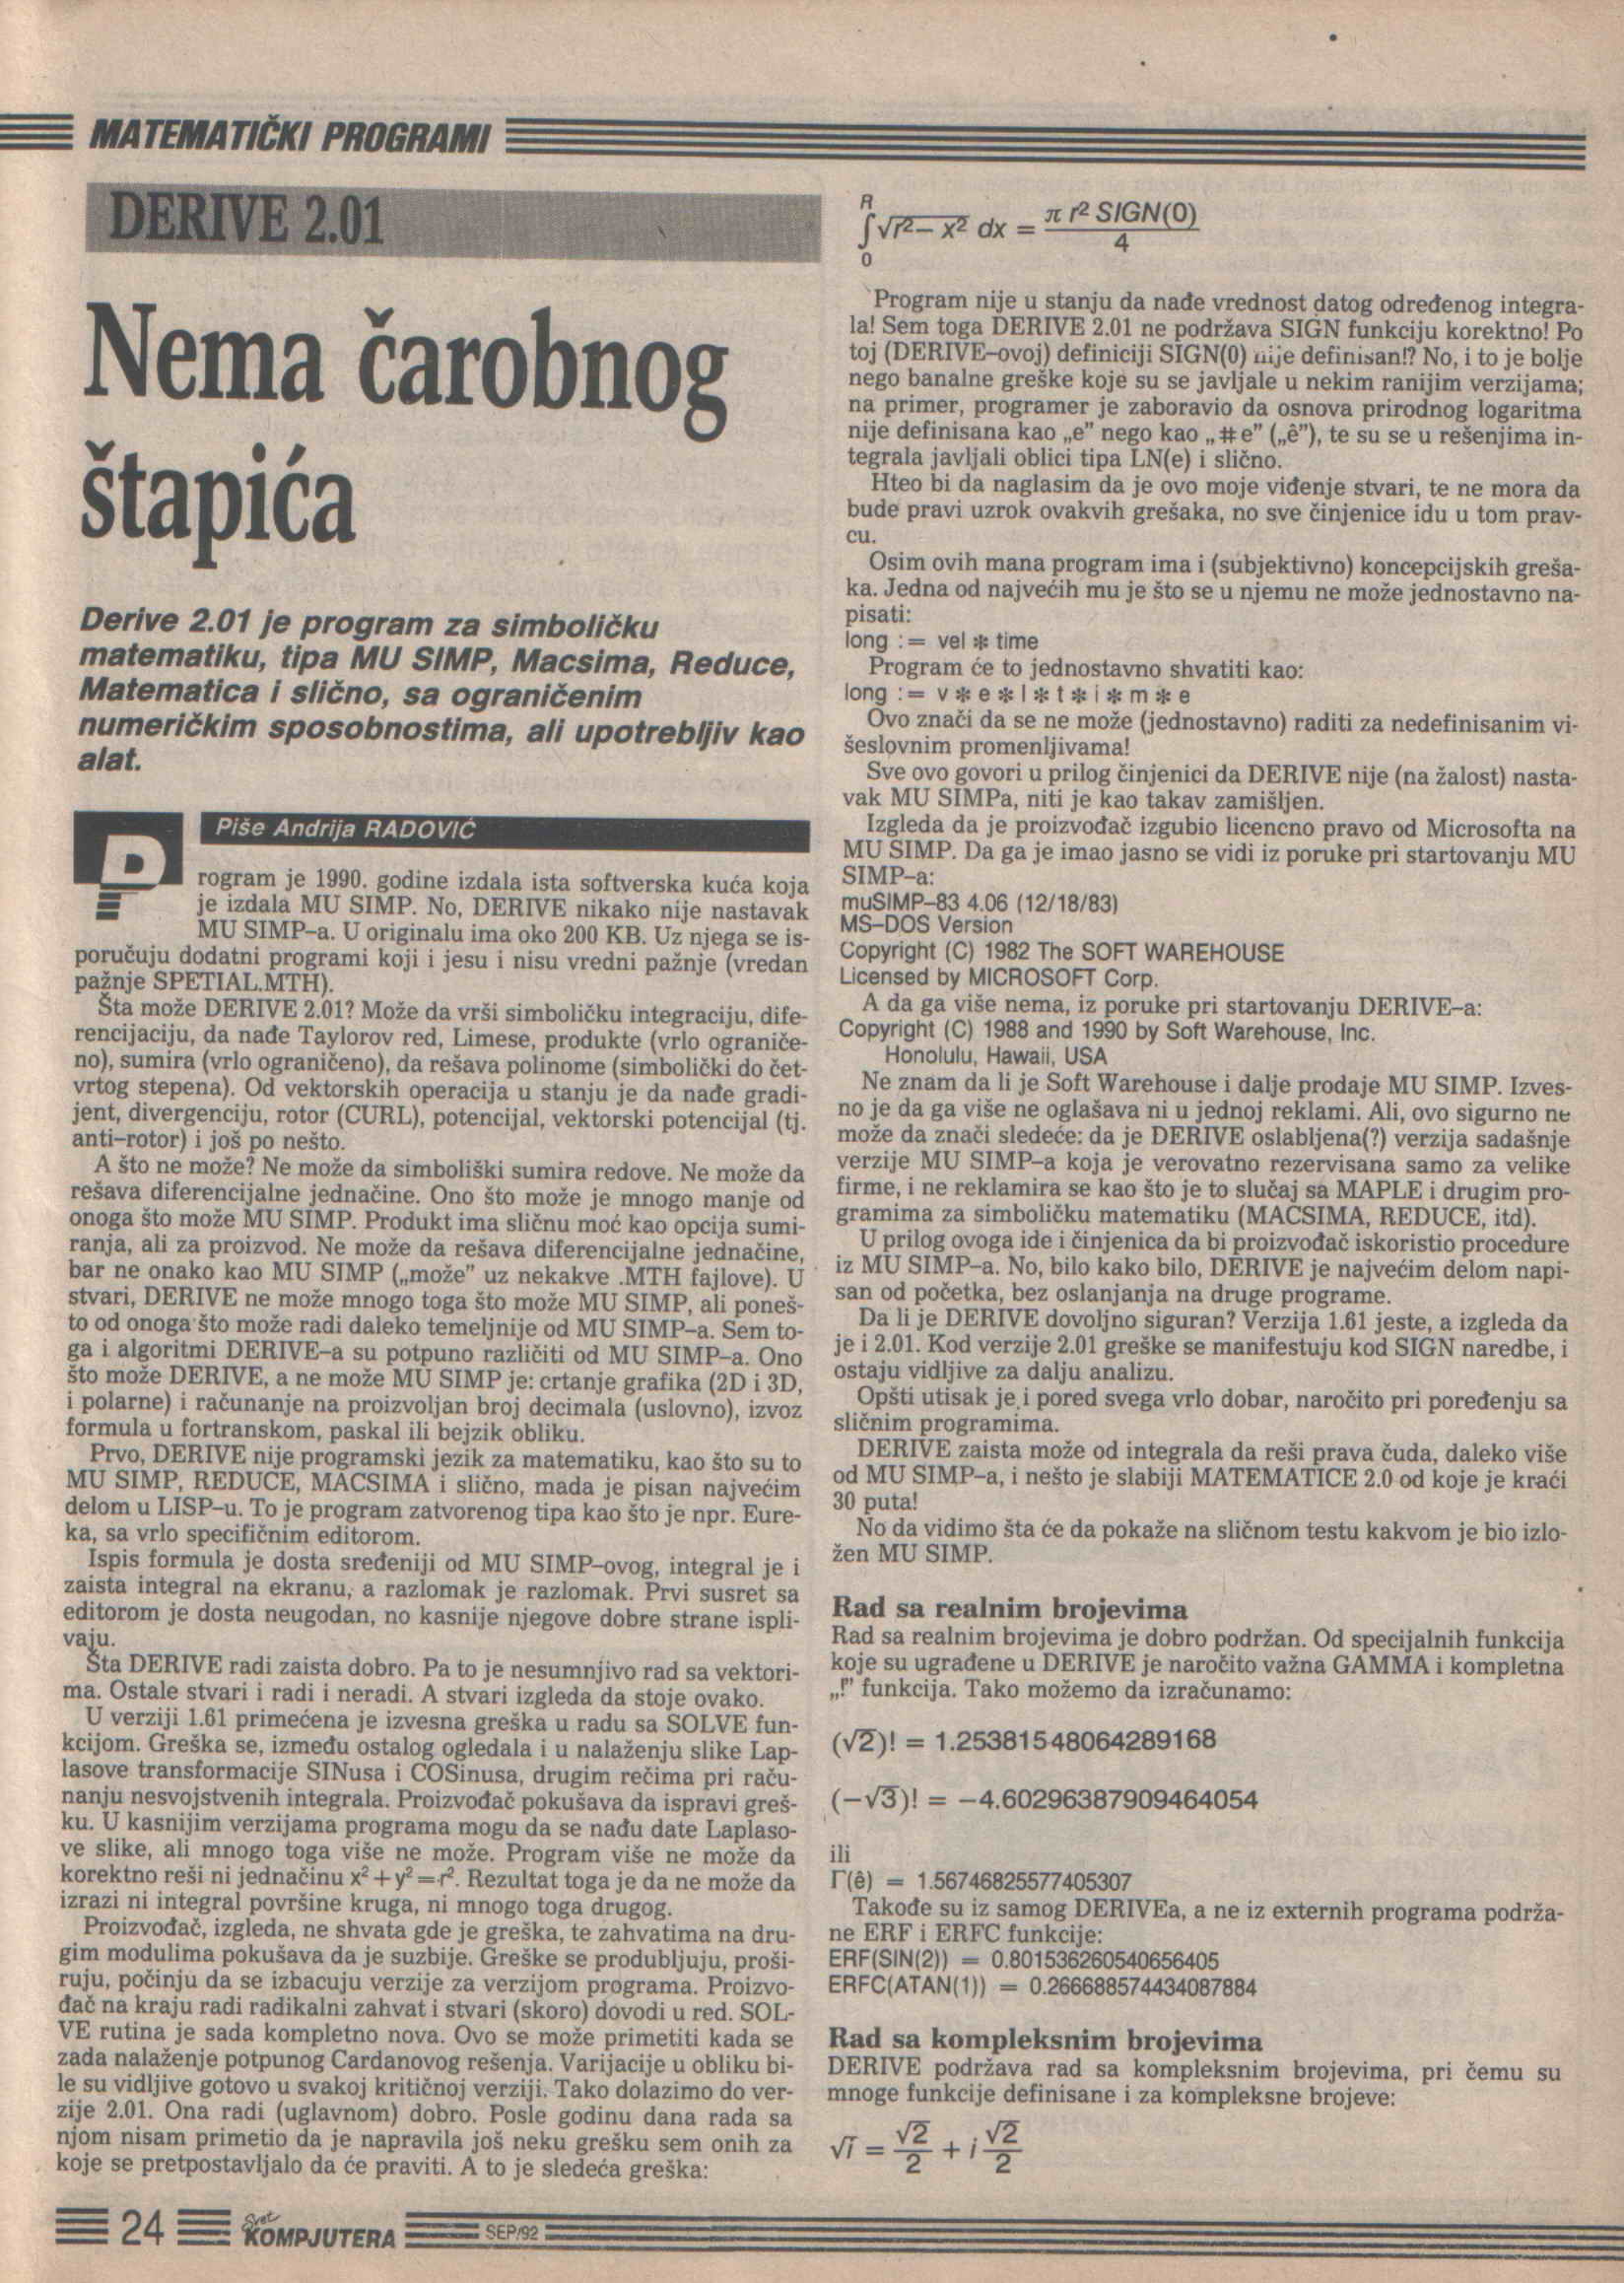 MATEMATIČKI PROGRAMI
DERIVE 2.01
Nema čarobnog
štapića
Derive 2.01 je program za simboličku
matematiku, tipa MU SIMP, Macsima, Reduce,
Matematica i slično, sa ograničenim
numeričkim sposobnostima, ali upotrebljiv kao
alat.
Piše Andrija RADOVIĆ
Program je 1990. godine izdala ista softverska kuća koja
je izdala MU SIMP. No, DERIVE nikako nije nastavak
MU SIMP–a. U originalu ima oko 200 KB. Uz njega se is-
poručuju dodatni programi koji i jesu i nisu vredni pažnje (vredan
pažnje SPETIAL.MTH).
Šta može DERIVE 2.01? Može da vrši simboličku integraciju, dife-
rencijaciju, da nađe Taylorov red, Limese, produkte (vrlo ograniče-
no), sumira (vrlo ograničeno), da rešava polinome (simbolički do čet-
vrtog stepena). Od vektorskih operacija u stanju je da nađe gradi-
jent, divergenciju, rotor (CURL), potencijal, vektorski potencijal (tj.
anti–rotor) i još po nešto.
A što ne može? Ne može da simboliški sumira redove. Ne može da
rešava diferencijalne jednačine. Ono što može je mnogo manje od
onoga što može MU SIMP. Produkt ima sličnu moć kao opcija sumi-
ranja, ali za proizvod. Ne može da rešava diferencijalne jednačine,
bar ne onako kao MU SIMP („može” uz nekakve .MTH fajlove). U
stvari, DERIVE ne može mnogo toga što može MU SIMP, ali poneš-
to od onoga što može radi daleko temeljnije od MU SIMP–a. Sem to-
ga i algoritmi DERIVE–a su potpuno različiti od MU SIMP–a. Ono
što može DERIVE, a ne može MU SIMP je: crtanje grafika (2D i 3D,
i polarne) i računanje na proizvoljan broj decimala (uslovno), izvoz
formula u fortranskom, paskal ili bejzik obliku.
Prvo, DERIVE nije programski jezik za matematiku, kao što su to
MU SIMP, REDUCE, MACSIMA i slično, mada je pisan najvećim
delom u LISP–u. To je program zatvorenog tipa kao što je npr. Eure-
ka, sa vrlo specifičnim editorom.
Ispis formula je dosta sređeniji od MU SIMP–ovog, integral je i
zaista integral na ekranu, a razlomak je razlomak. Prvi susret sa
editorom je dosta neugodan, no kasnije njegove dobre strane ispli-
vaju.
Šta DERIVE radi zaista dobro. Pa to je nesumnjivo rad sa vektori-
ma. Ostale stvari i radi i neradi. A stvari izgleda da stoje ovako.
U verziji 1.61 primećena je izvesna greška u radu sa SOLVE fun-
kcijom. Greška se, između ostalog ogledala i u nalaženju slike Lap-
lasove transformacije SINusa i COSinusa, drugim rečima pri raču-
nanju nesvojstvenih integrala. Proizvođač pokušava da ispravi greš-
ku. U kasnijim verzijama programa mogu da se nađu date Laplaso-
ve slike, ali mnogo toga više ne može. Program više ne može da
korektno reši ni jednačinu x²+y²=r². Rezultat toga je da ne može da
izrazi ni integral površine kruga, ni mnogo toga drugog.
Proizvođač, izgleda, ne shvata gde je greška, te zahvatima na dru-
gim modulima pokušava da je suzbije. Greške se produbljuju, proši-
ruju, počinju da se izbacuju verzije za verzijom programa. Proizvo-
đač na kraju radi radikalni zahvat i stvari (skoro) dovodi u red. SOL-
VE rutina je sada kompletno nova. Ovo se može primetiti kada se
zada nalaženje potpunog Cardanovog rešenja. Varijacije u obliku bi-
le su vidljive gotovo u svakoj kritičnoj verziji. Tako dolazimo do ver-
zije 2.01. Ona radi (uglavnom) dobro. Posle godinu dana rada sa
njom nisam primetio da je napravila još neku grešku sem onih za
koje se pretpostavljalo da će praviti. A to je sledeća greška:
R
∫√r²– x² dx = π r² SIGN(0) / 4
0
Program nije u stanju da nađe vrednost datog određenog integra-
la! Sem toga DERIVE 2.01 ne podržava SIGN funkciju korektno! Po
toj (DERIVE–ovoj) definiciji SIGN(0) nije definisan!? No, i to je bolje
nego banalne greške koje su se javljale u nekim ranijim verzijama;
na primer, programer je zaboravio da osnova prirodnog logaritma
nije definisana kao „e” nego kao „#e” („ê”), te su se u rešenjima in-
tegrala javljali oblici tipa LN(e) i slično.
Hteo bi da naglasim da je ovo moje viđenje stvari, te ne mora da
bude pravi uzrok ovakvih grešaka, no sve činjenice idu u tom prav-
cu.
Osim ovih mana program ima i (subjektivno) koncepcijskih greša-
ka. Jedna od najvećih mu je što se u njemu ne može jednostavno na-
pisati:
long := vel * time
Program će to jednostavno shvatiti kao:
long := v * e * l * t * i * m * e
Ovo znači da se ne može (jednostavno) raditi za nedefinisanim vi-
šeslovnim promenljivama!
Sve ovo govori u prilog činjenici da DERIVE nije (na žalost) nasta-
vak MU SIMPa, niti je kao takav zamišljen.
Izgleda da je proizvođač izgubio licencno pravo od Microsofta na
MU SIMP. Da ga je imao jasno se vidi iz poruke pri startovanju MU
SIMP–a:
muSIMP–83 4.06 (12/18/83)
MS–DOS Version
Copyright (C) 1982 The SOFT WAREHOUSE
Licensed by MICROSOFT Corp.
A da ga više nema, iz poruke pri startovanju DERIVE–a:
Copyright (C) 1988 and 1990 by Soft Warehouse, Inc.
Honolulu, Hawaii, USA
Ne znam da li je Soft Warehouse i dalje prodaje MU SIMP. Izves-
no je da ga više ne oglašava ni u jednoj reklami. Ali, ovo sigurno ne
može da znači sledeće: da je DERIVE oslabljena(?) verzija sadašnje
verzije MU SIMP–a koja je verovatno rezervisana samo za velike
firme, i ne reklamira se kao što je to slučaj sa MAPLE i drugim pro-
gramima za simboličku matematiku (MACSIMA, REDUCE, itd).
U prilog ovoga ide i činjenica da bi proizvođač iskoristio procedure
iz MU SIMP–a. No, bilo kako bilo, DERIVE je najvećim delom napi-
san od početka, bez oslanjanja na druge programe.
Da li je DERIVE dovoljno siguran? Verzija 1.61 jeste, a izgleda da
je i 2.01. Kod verzije 2.01 greške se manifestuju kod SIGN naredbe, i
ostaju vidljive za dalju analizu.
Opšti utisak je i pored svega vrlo dobar, naročito pri poređenju sa
sličnim programima.
DERIVE zaista može od integrala da reši prava čuda, daleko više
od MU SIMP–a, i nešto je slabiji MATEMATICE 2.0 od koje je kraći
30 puta!
No da vidimo šta će da pokaže na sličnom testu kakvom je bio izlo-
žen MU SIMP.
Rad sa realnim brojevima
Rad sa realnim brojevima je dobro podržan. Od specijalnih funkcija
koje su ugrađene u DERIVE je naročito važna GAMMA i kompletna
„!” funkcija. Tako možemo da izračunamo:
(√2)! = 1.25381548064289168
(−√3)! = −4.60296387909464054
ili
Γ(ê) = 1.56746825577405307
Takođe su iz samog DERIVEa, a ne iz externih programa podrža-
ne ERF i ERFC funkcije:
ERF(SIN(2)) = 0.801536260540656405
ERFC(ATAN(1)) = 0.266688574434087884
Rad sa kompleksnim brojevima
DERIVE podržava rad sa kompleksnim brojevima, pri čemu su
mnoge funkcije definisane i za kompleksne brojeve:
√i = √2/2 + i √2/2
24 Svet KOMPJUTERA SEP/92